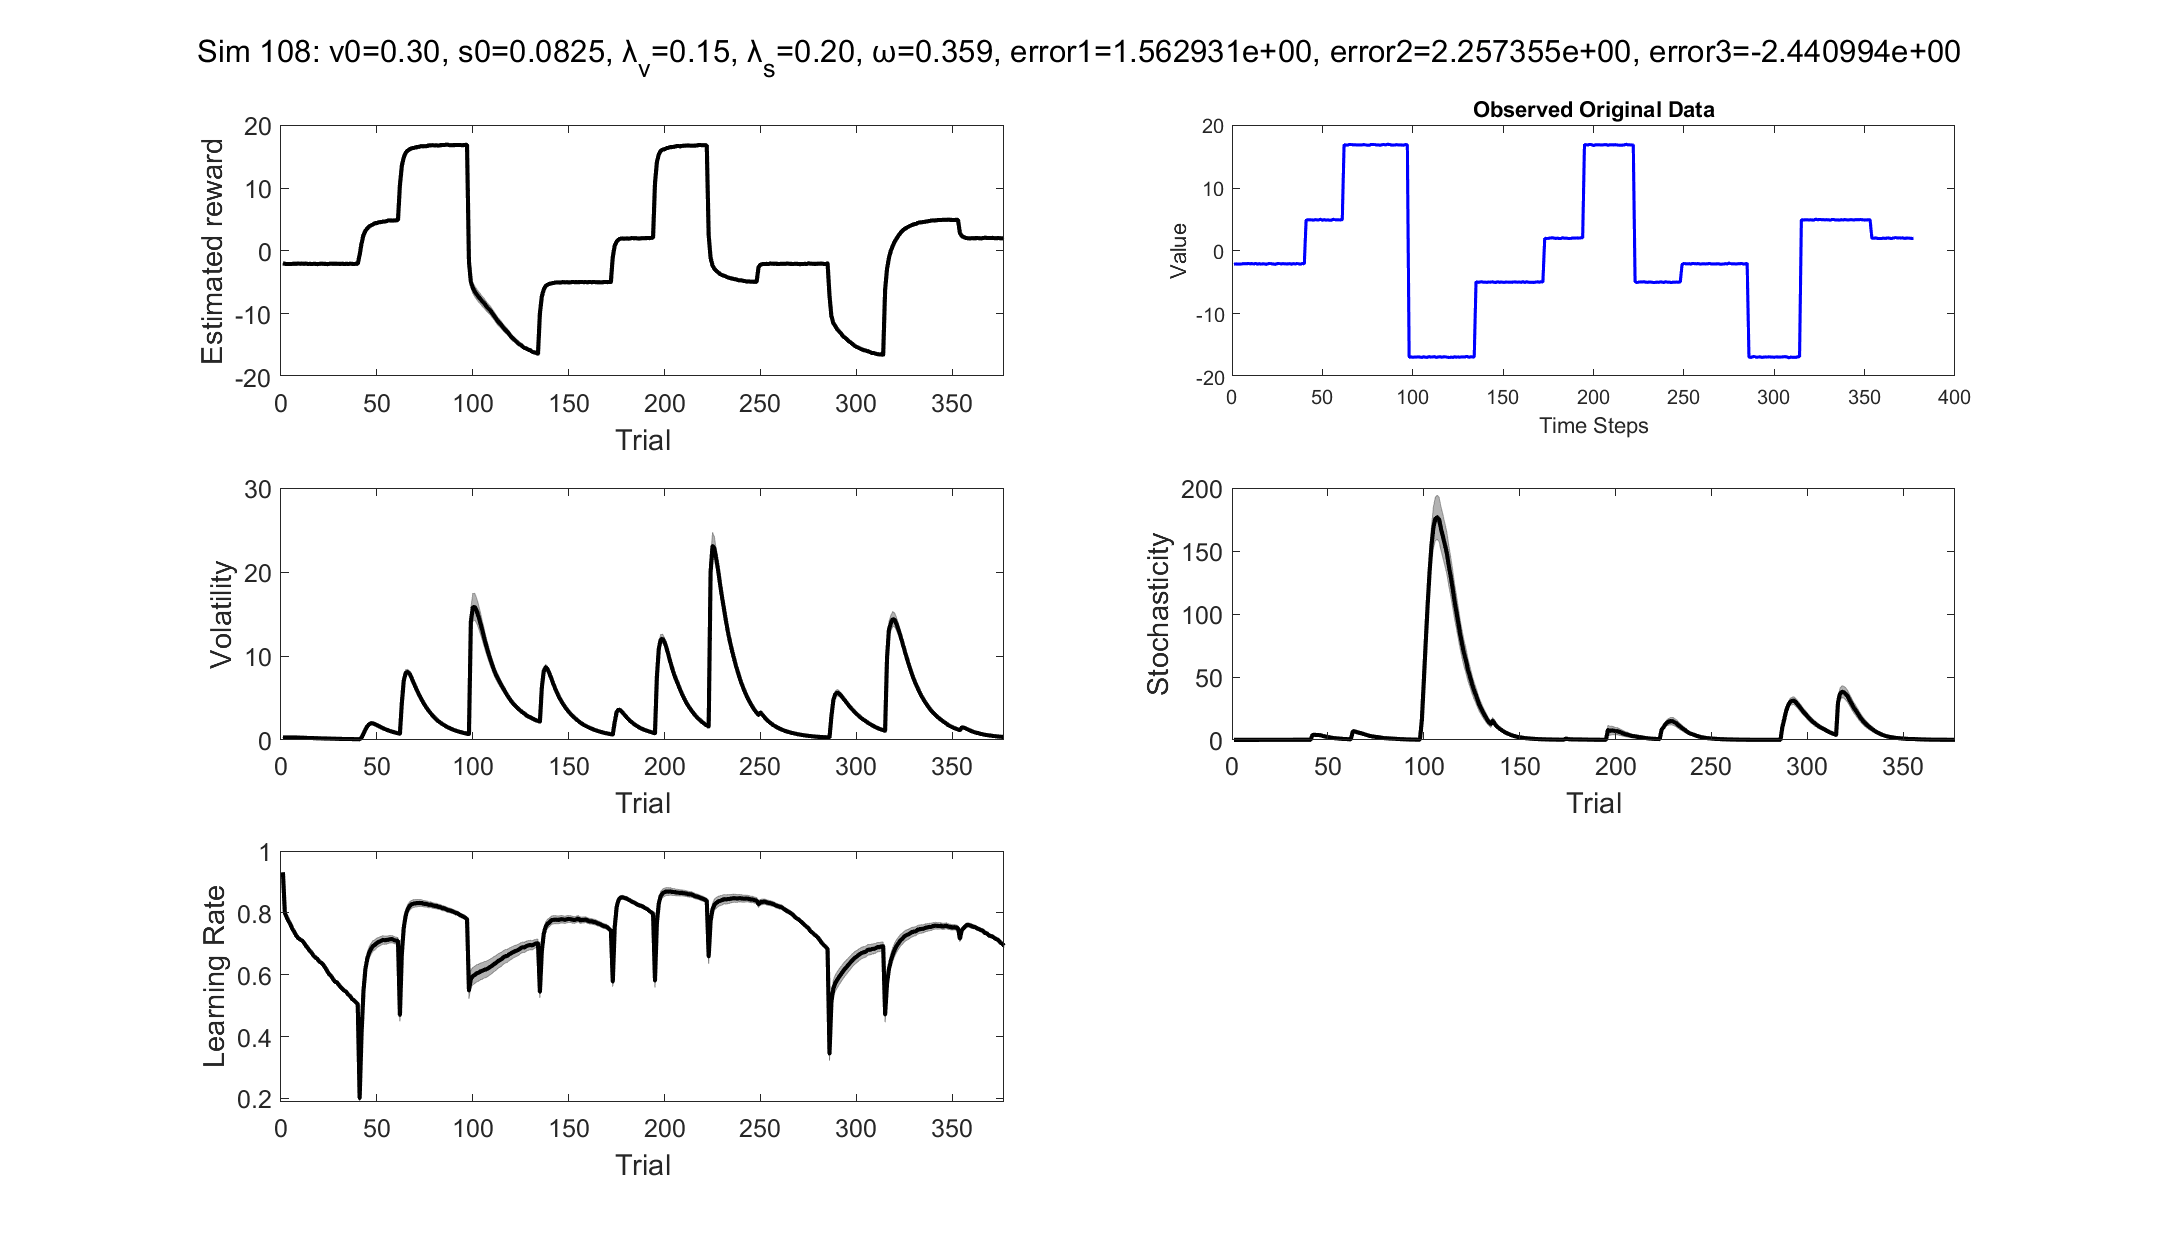 Sim 108: v0=0.30, s0=0.0825, λv=0.15, λs=0.20, ω=0.359, error1=1.562931e+00, error2=2.257355e+00, error3=-2.440994e+00
Estimated reward
20
10
0
-10
-20
0 50 100 150 200 250 300 350
Trial
Observed Original Data
Value
20
10
0
-10
-20
0 50 100 150 200 250 300 350 400
Time Steps
Volatility
30
20
10
0
0 50 100 150 200 250 300 350
Trial
Stochasticity
200
150
100
50
0
0 50 100 150 200 250 300 350
Trial
Learning Rate
1
0.8
0.6
0.4
0.2
0 50 100 150 200 250 300 350
Trial